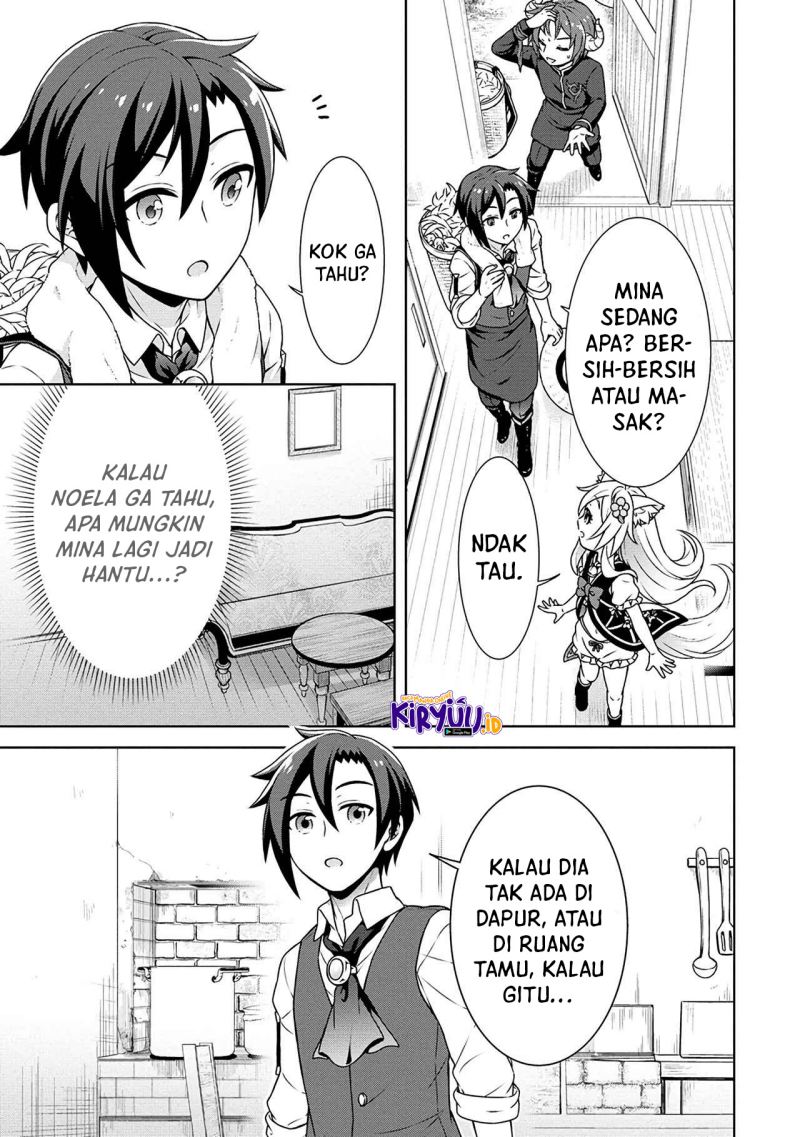 MINA
SEDANG
APA? BER-
SIH-BERSIH
ATAU MA-
SAK?
NDAK
TAU.
KOK GA
TAHU?
KALAU
NOELA GA TAHU,
APA MUNGKIN
MINA LAGI JADI
HANTU...?
KIRYUU.ID
KALAU DIA
TAK ADA DI
DAPUR, ATAU
DI RUANG
TAMU, KALAU
GITU...